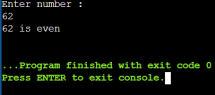 Enter number :
62
62 is even
...Program finished with exit code 0
Press ENTER to exit console.